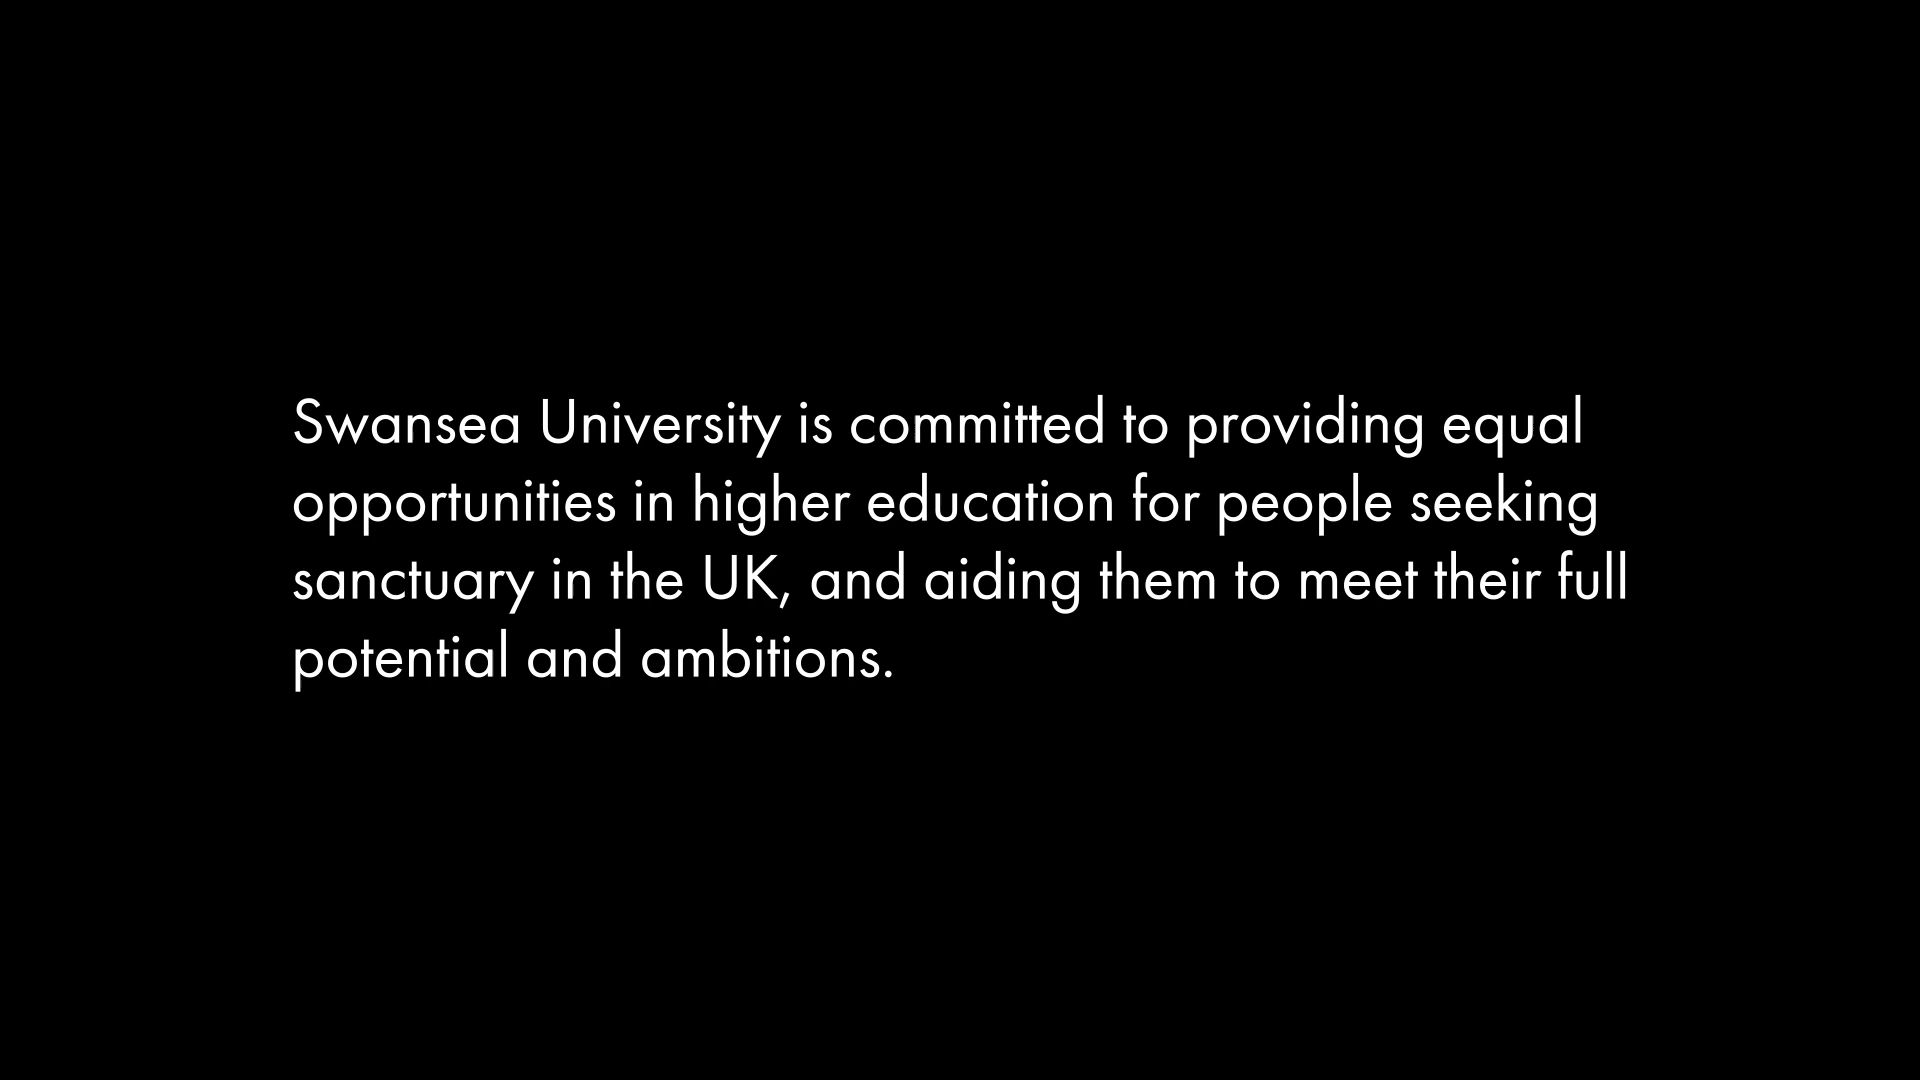 Swansea University is committed to providing equal
opportunities in higher education for people seeking
sanctuary in the UK, and aiding them to meet their full
potential and ambitions.